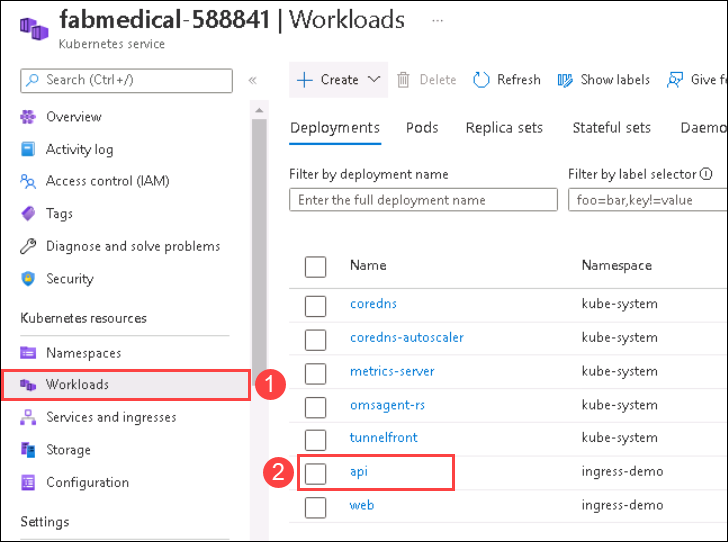 fabmedical-588841 | Workloads ...
Kubernetes service
Search (Ctrl+/)
«
Create
Delete
Refresh
Show labels
Give f
Overview
Activity log
Access control (IAM)
Tags
Diagnose and solve problems
Security
Kubernetes resources
Namespaces
Workloads
1
Services and ingresses
Storage
Configuration
Settings
Deployments
Pods
Replica sets
Stateful sets
Daemo
Filter by deployment name
Filter by label selector
Enter the full deployment name
foo=bar,key!=value
Name
Namespace
coredns
kube-system
coredns-autoscaler
kube-system
metrics-server
kube-system
omsagent-rs
kube-system
tunnelfront
kube-system
2
api
ingress-demo
web
ingress-demo